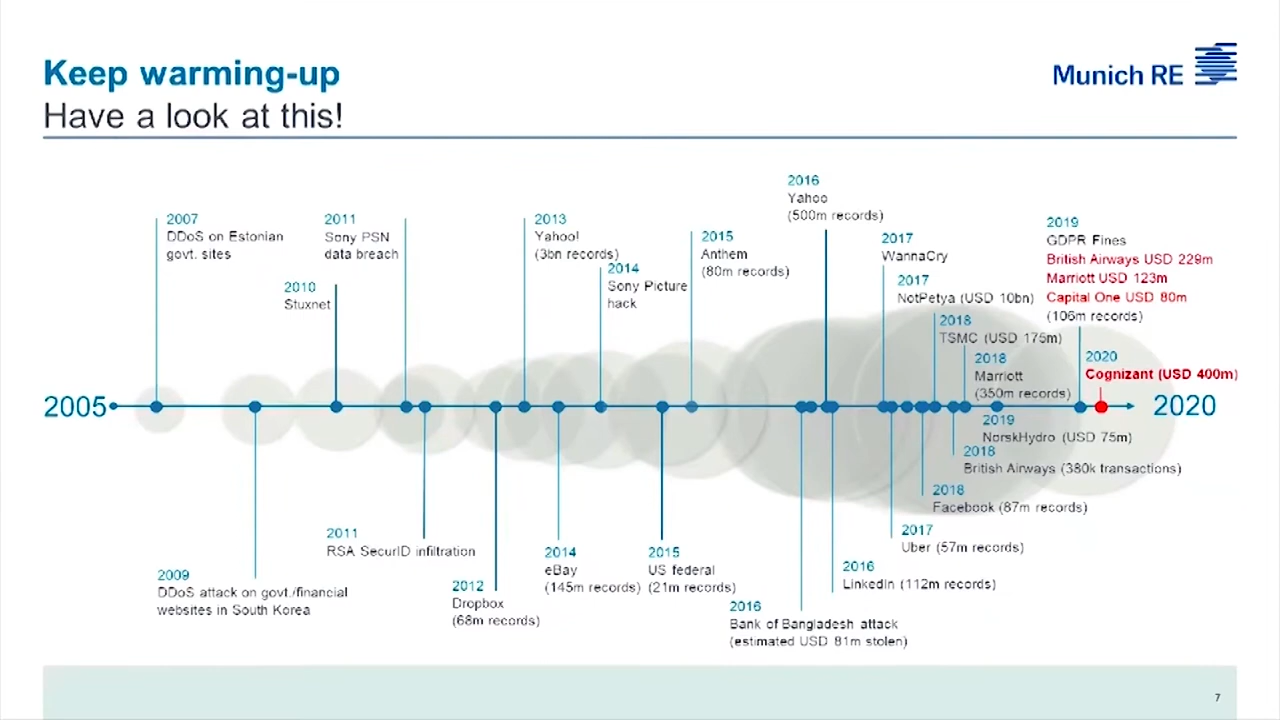 Keep warming-up
Have a look at this!
Munich RE
2016
Yahoo
(500m records)
2007
DDoS on Estonian
govt. sites
2011
Sony PSN
data breach
2010
Stuxnet
2013
Yahoo!
(3bn records)
2014
Sony Picture
hack
2015
Anthem
(80m records)
2017
WannaCry
2017
NotPetya (USD 10bn)
2018
TSMC (USD 175m)
2018
Marriott
(350m records)
2019
GDPR Fines
British Airways USD 229m
Marriott USD 123m
Capital One USD 80m
(106m records)
2020
Cognizant (USD 400m)
2005
2020
2019
NorskHydro (USD 75m)
2018
British Airways (380k transactions)
2018
Facebook (87m records)
2017
Uber (57m records)
2016
LinkedIn (112m records)
2011
RSA SecurID infiltration
2009
DDoS attack on govt./financial
websites in South Korea
2012
Dropbox
(68m records)
2014
eBay
(145m records)
2015
US federal
(21m records)
2016
Bank of Bangladesh attack
(estimated USD 81m stolen)
7